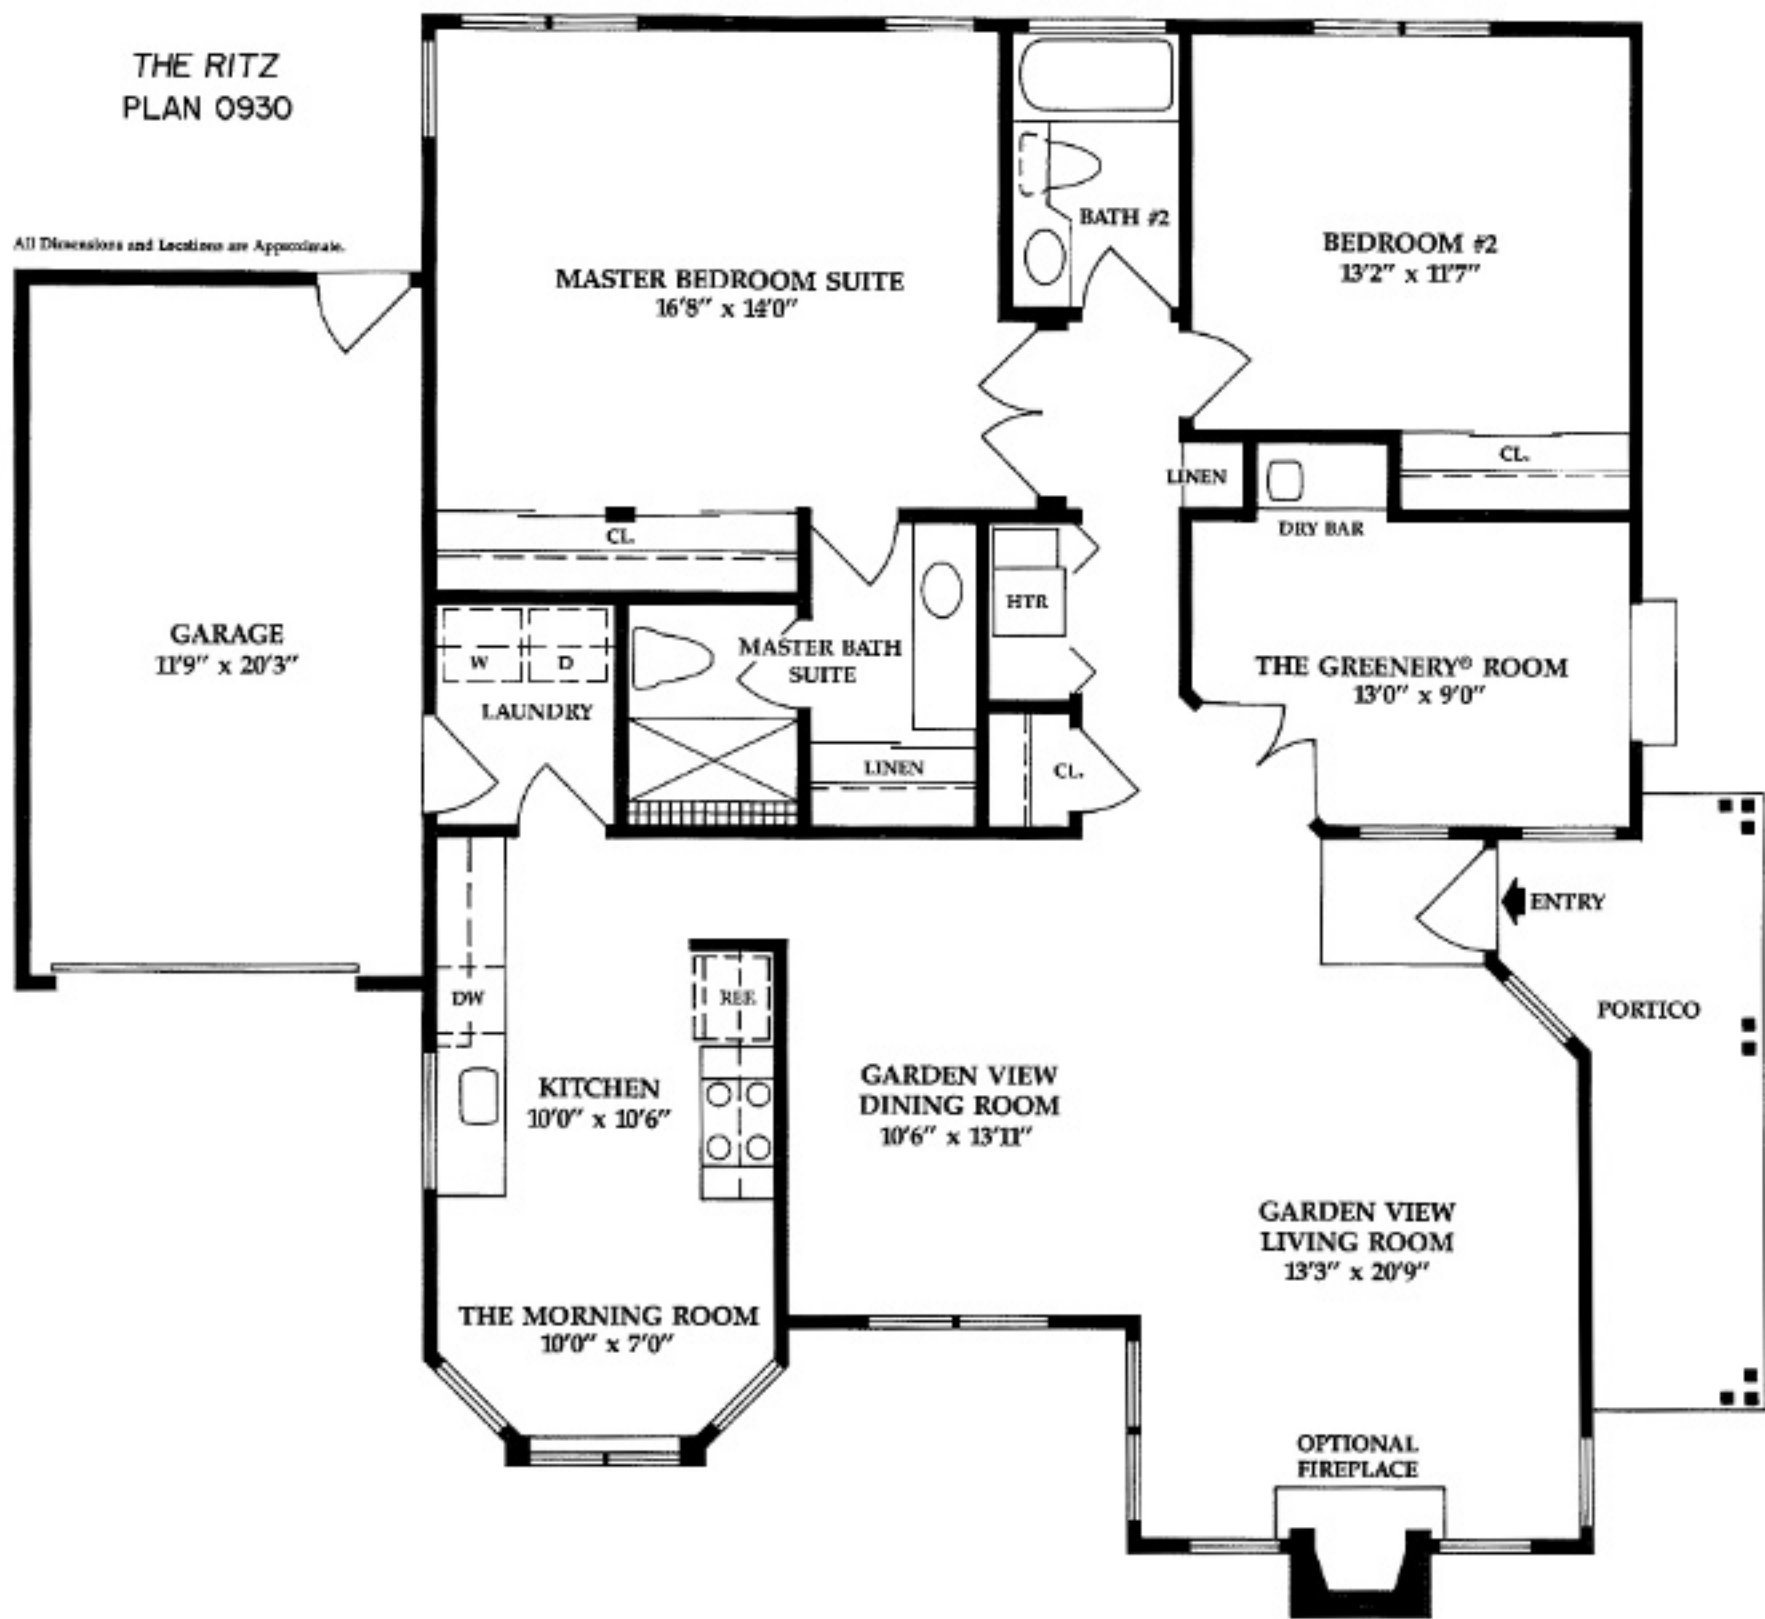 THE RITZ
PLAN 0930
All Dimensions and Locations are Approximate.
MASTER BEDROOM SUITE
16'8" x 14'0"
BATH #2
BEDROOM #2
13'2" x 11'7"
CL.
LINEN
DRY BAR
CL.
GARAGE
11'9" x 20'3"
W
D
LAUNDRY
MASTER BATH
SUITE
LINEN
HTR
CL.
THE GREENERY® ROOM
13'0" x 9'0"
ENTRY
PORTICO
DW
REF.
KITCHEN
10'0" x 10'6"
GARDEN VIEW
DINING ROOM
10'6" x 13'11"
GARDEN VIEW
LIVING ROOM
13'3" x 20'9"
THE MORNING ROOM
10'0" x 7'0"
OPTIONAL
FIREPLACE